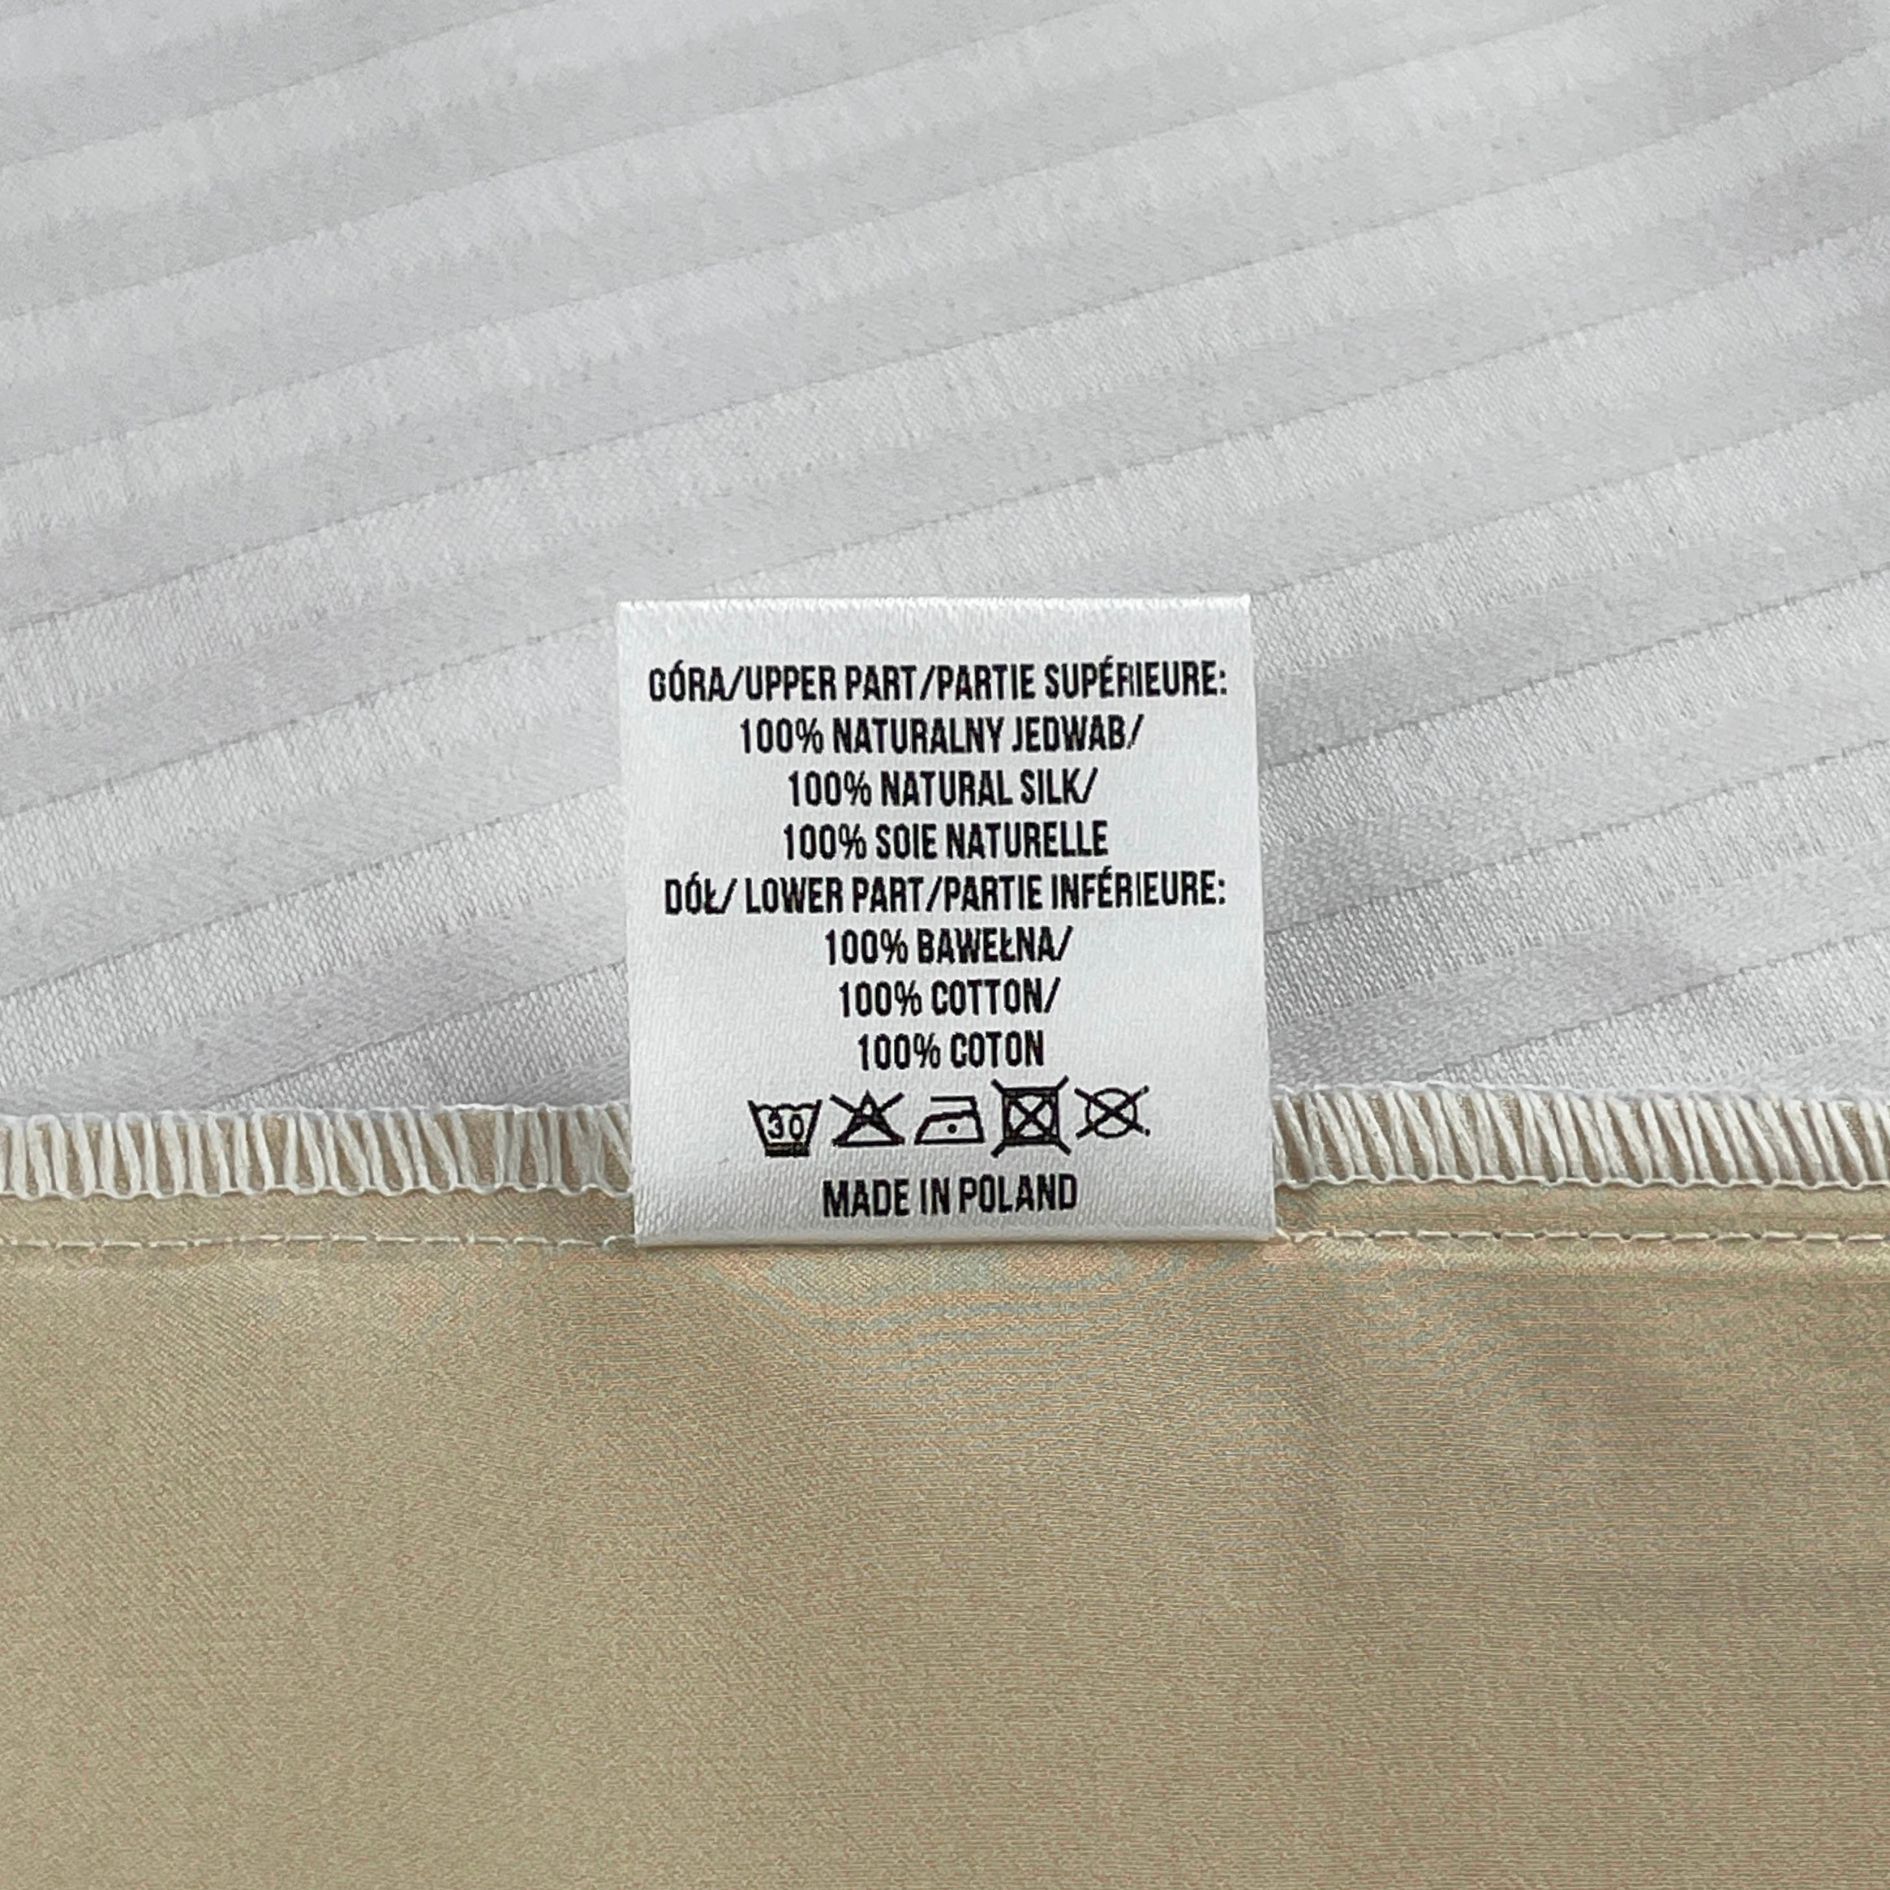 GÓRA/UPPER PART/PARTIE SUPÉRIEURE:
100% NATURALNY JEDWAB/
100% NATURAL SILK/
100% SOIE NATURELLE
DÓŁ/ LOWER PART/PARTIE INFÉRIEURE:
100% BAWEŁNA/
100% COTTON/
100% COTON
30
MADE IN POLAND